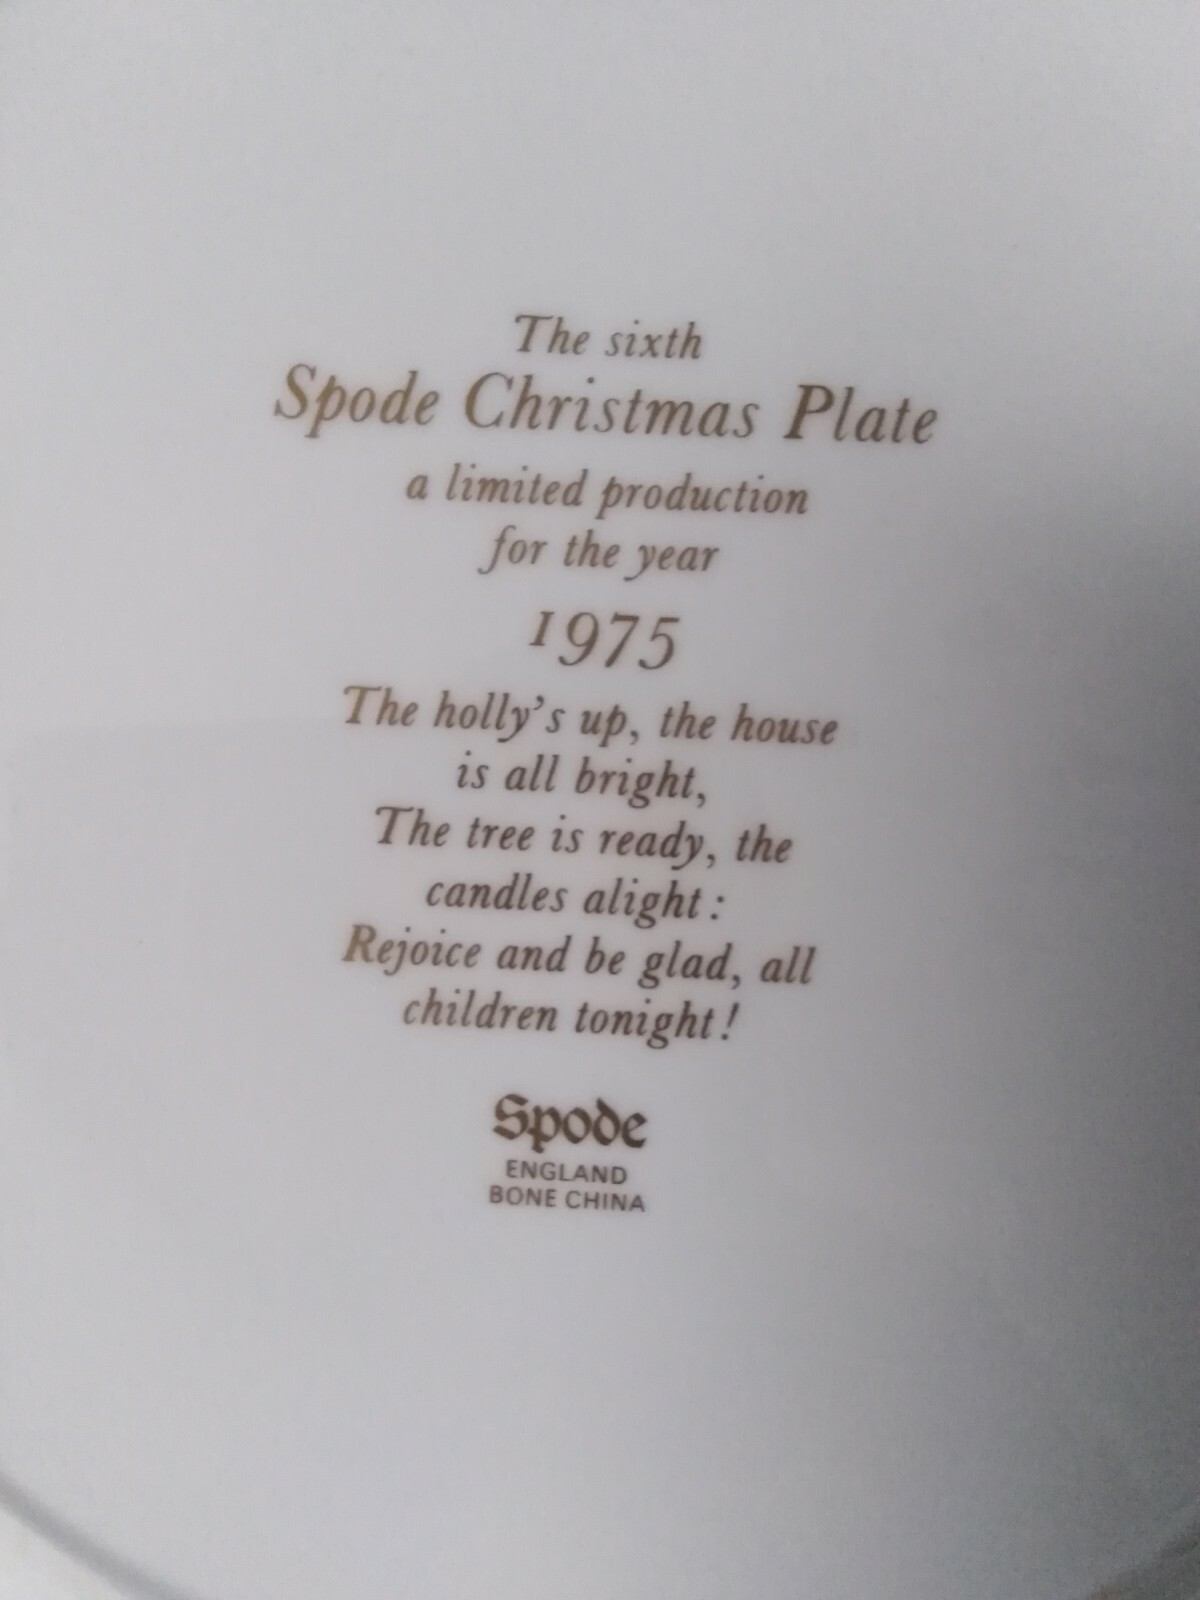 The sixth
Spode Christmas Plate
a limited production
for the year
1975
The holly's up, the house
is all bright,
The tree is ready, the
candles alight :
Rejoice and be glad, all
children tonight !
Spode
ENGLAND
BONE CHINA